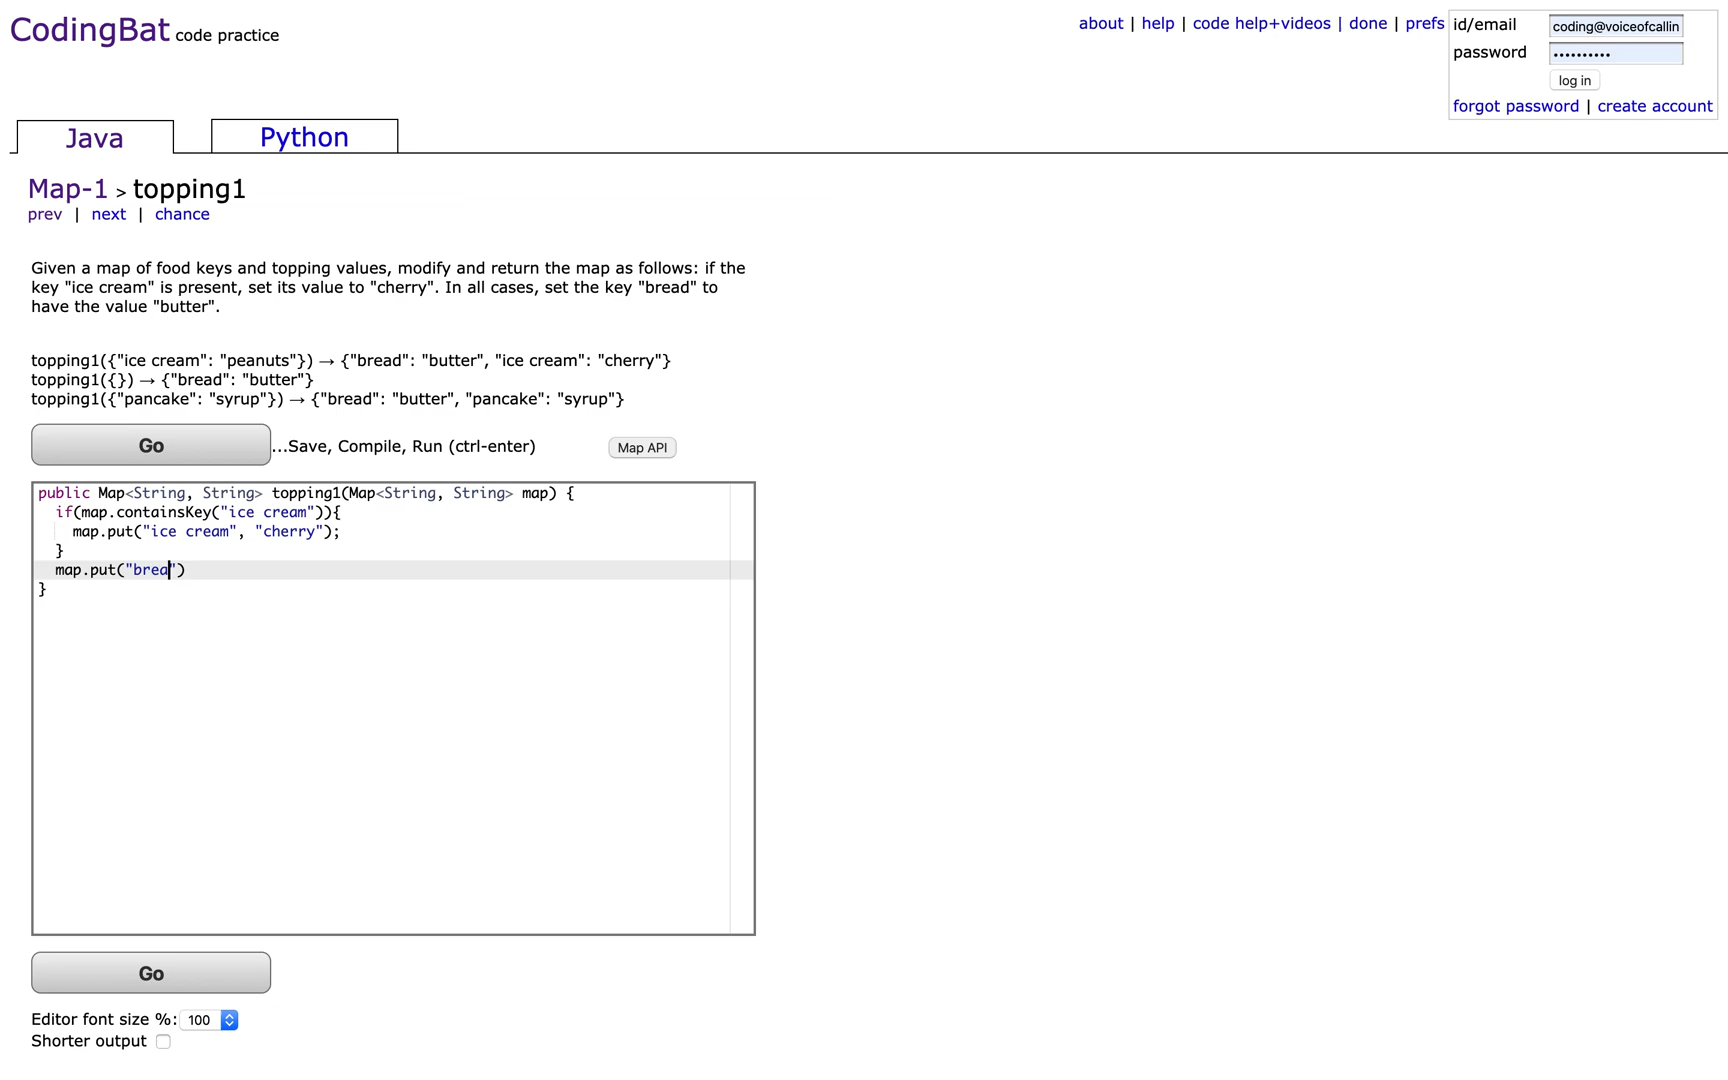 CodingBat code practice
about | help | code help+videos | done | prefs
id/email coding@voiceofcallin
password ••••••••••
log in
forgot password | create account
Java
Python
Map-1 > topping1
prev | next | chance
Given a map of food keys and topping values, modify and return the map as follows: if the
key "ice cream" is present, set its value to "cherry". In all cases, set the key "bread" to
have the value "butter".
topping1({"ice cream": "peanuts"}) → {"bread": "butter", "ice cream": "cherry"}
topping1({}) → {"bread": "butter"}
topping1({"pancake": "syrup"}) → {"bread": "butter", "pancake": "syrup"}
Go ...Save, Compile, Run (ctrl-enter) Map API
public Map<String, String> topping1(Map<String, String> map) {
if(map.containsKey("ice cream")){
map.put("ice cream", "cherry");
}
map.put("brea")
}
Go
Editor font size %: 100
Shorter output